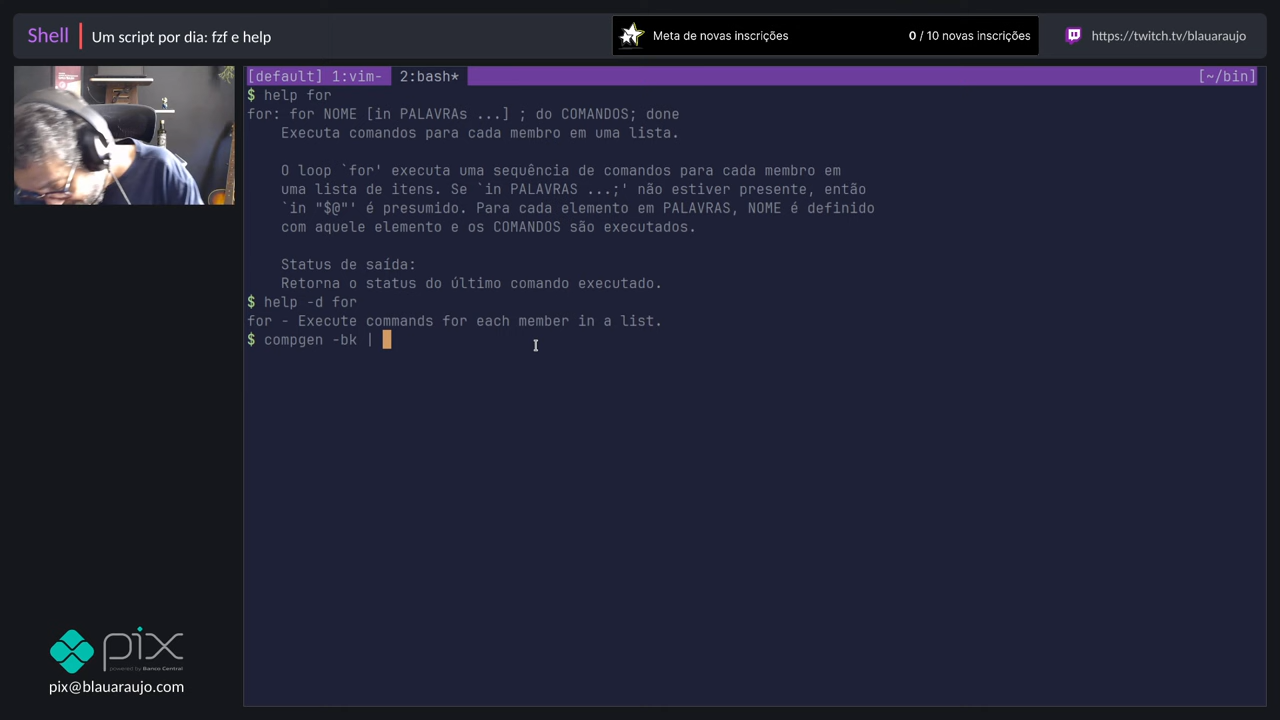 Shell Um script por dia: fzf e help
Meta de novas inscrições 0 / 10 novas inscrições
https://twitch.tv/blauaraujo
[default] 1:vim- 2:bash* [~/bin]
$ help for
for: for NOME [in PALAVRAs ...] ; do COMANDOS; done
Executa comandos para cada membro em uma lista.
O loop `for' executa uma sequência de comandos para cada membro em
uma lista de itens. Se `in PALAVRAS ...;' não estiver presente, então
`in "$@"' é presumido. Para cada elemento em PALAVRAS, NOME é definido
com aquele elemento e os COMANDOS são executados.
Status de saída:
Retorna o status do último comando executado.
$ help -d for
for - Execute commands for each member in a list.
$ compgen -bk |
pix
powered by Banco Central
pix@blauaraujo.com